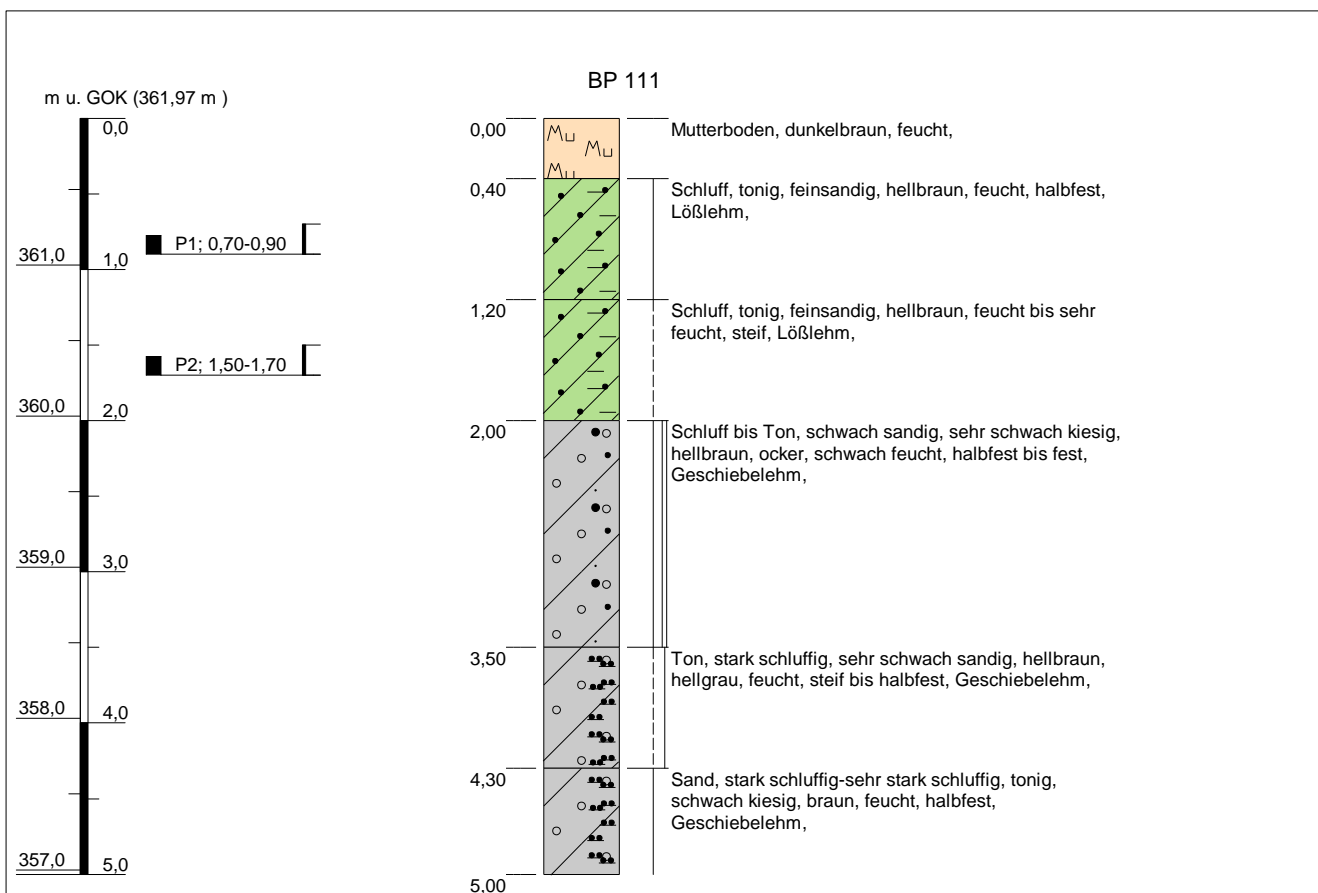 BP 111
m u. GOK (361,97 m )
0,0
361,0
1,0
360,0
2,0
359,0
3,0
358,0
4,0
357,0
5,0
P1; 0,70-0,90
P2; 1,50-1,70
0,00
Mu
Mu
Mu
Mutterboden, dunkelbraun, feucht,
0,40
Schluff, tonig, feinsandig, hellbraun, feucht, halbfest,
Lößlehm,
1,20
Schluff, tonig, feinsandig, hellbraun, feucht bis sehr
feucht, steif, Lößlehm,
2,00
Schluff bis Ton, schwach sandig, sehr schwach kiesig,
hellbraun, ocker, schwach feucht, halbfest bis fest,
Geschiebelehm,
3,50
Ton, stark schluffig, sehr schwach sandig, hellbraun,
hellgrau, feucht, steif bis halbfest, Geschiebelehm,
4,30
Sand, stark schluffig-sehr stark schluffig, tonig,
schwach kiesig, braun, feucht, halbfest,
Geschiebelehm,
5,00